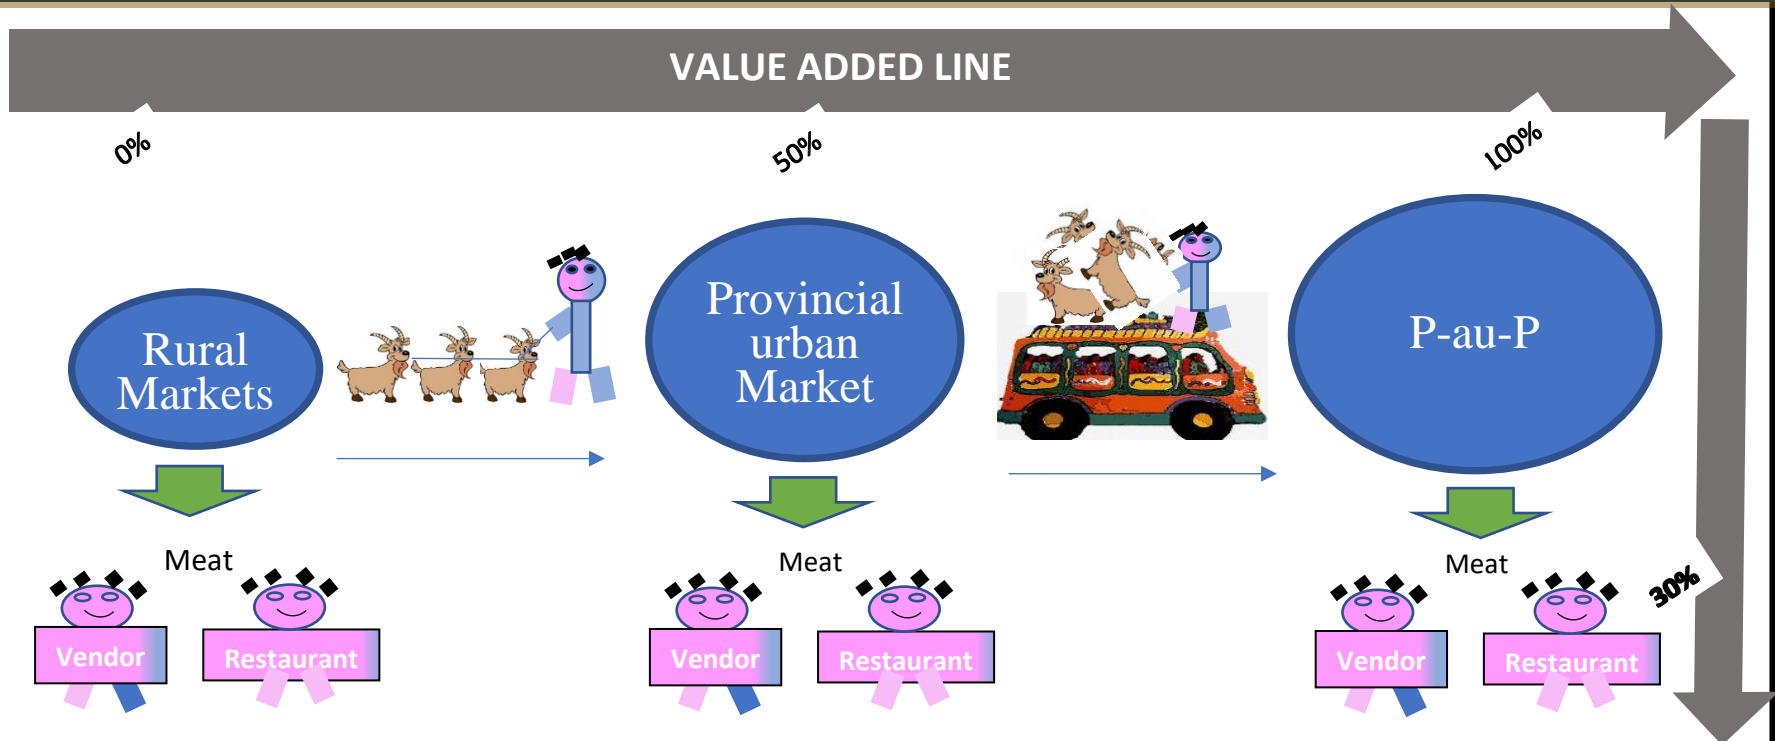 VALUE ADDED LINE
0%
50%
100%
Rural
Markets
Provincial
urban
Market
P-au-P
Meat
Meat
Meat
30%
Vendor
Restaurant
Vendor
Restaurant
Vendor
Restaurant